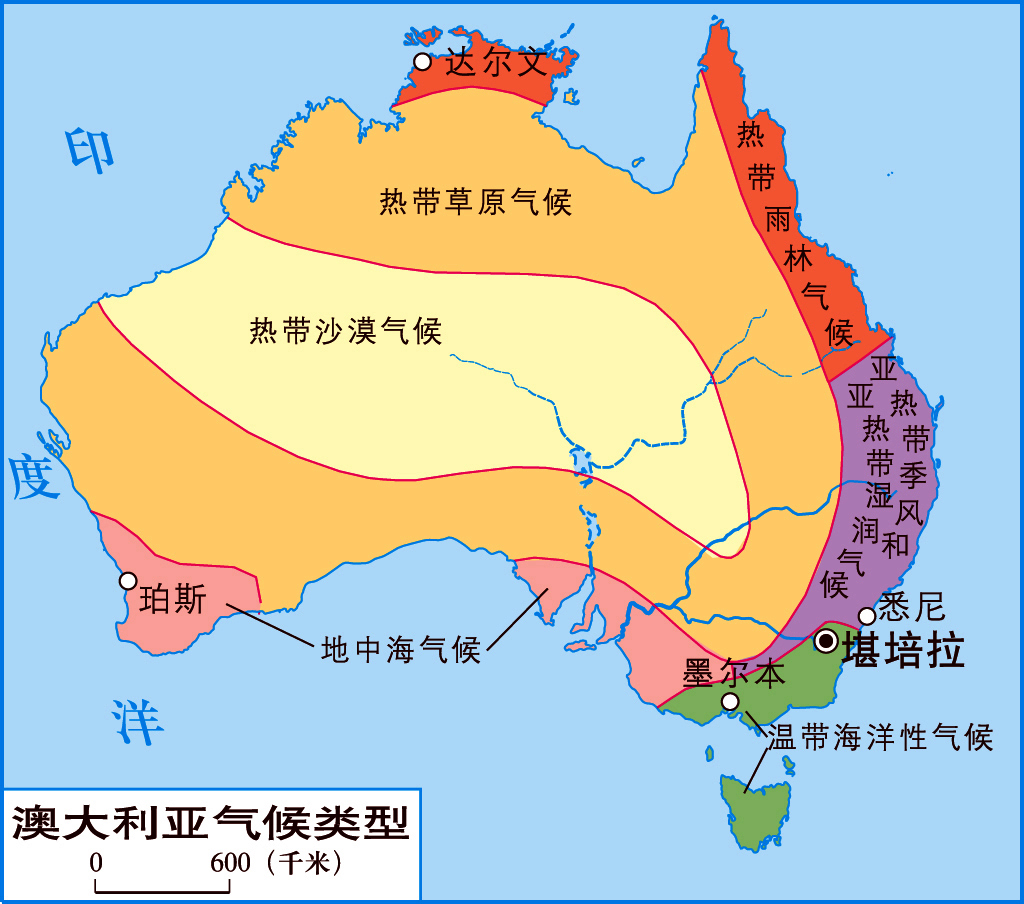 达尔文
印
热带雨林气候
热带草原气候
热带沙漠气候
亚热带季风和
亚热带湿润气候
度
珀斯
悉尼
地中海气候
堪培拉
墨尔本
洋
温带海洋性气候
澳大利亚气候类型
0 600 (千米)